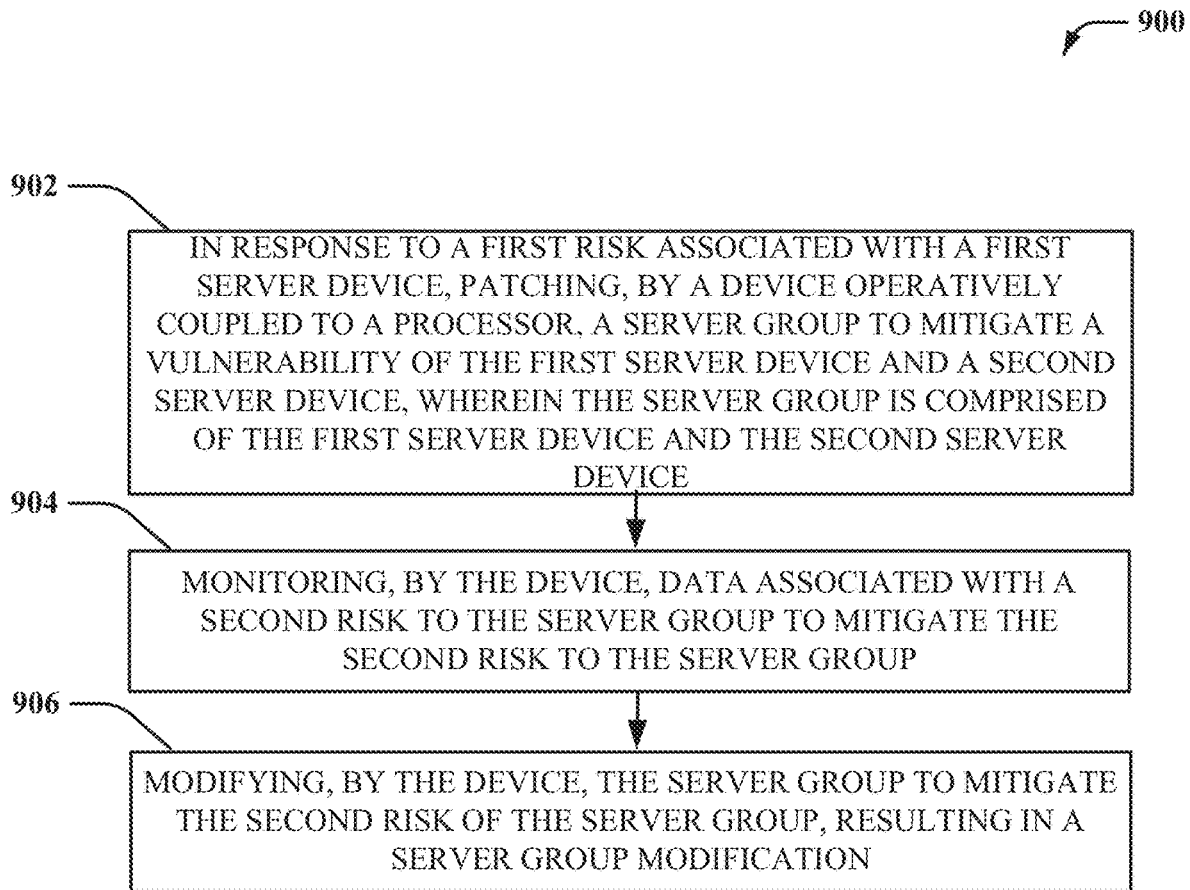 900
902
IN RESPONSE TO A FIRST RISK ASSOCIATED WITH A FIRST
SERVER DEVICE, PATCHING, BY A DEVICE OPERATIVELY
COUPLED TO A PROCESSOR, A SERVER GROUP TO MITIGATE A
VULNERABILITY OF THE FIRST SERVER DEVICE AND A SECOND
SERVER DEVICE, WHEREIN THE SERVER GROUP IS COMPRISED
OF THE FIRST SERVER DEVICE AND THE SECOND SERVER
DEVICE
904
MONITORING, BY THE DEVICE, DATA ASSOCIATED WITH A
SECOND RISK TO THE SERVER GROUP TO MITIGATE THE
SECOND RISK TO THE SERVER GROUP
906
MODIFYING, BY THE DEVICE, THE SERVER GROUP TO MITIGATE
THE SECOND RISK OF THE SERVER GROUP, RESULTING IN A
SERVER GROUP MODIFICATION